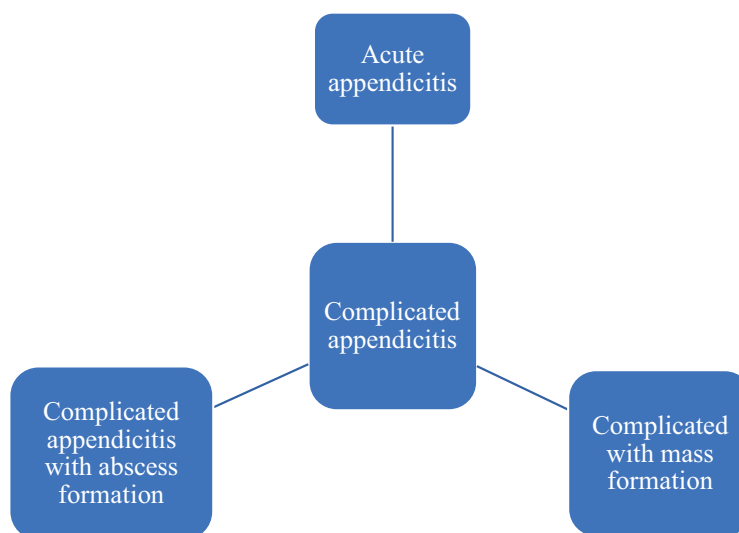 Acute
appendicitis
Complicated
appendicitis
Complicated
appendicitis
with abscess
formation
Complicated
with mass
formation